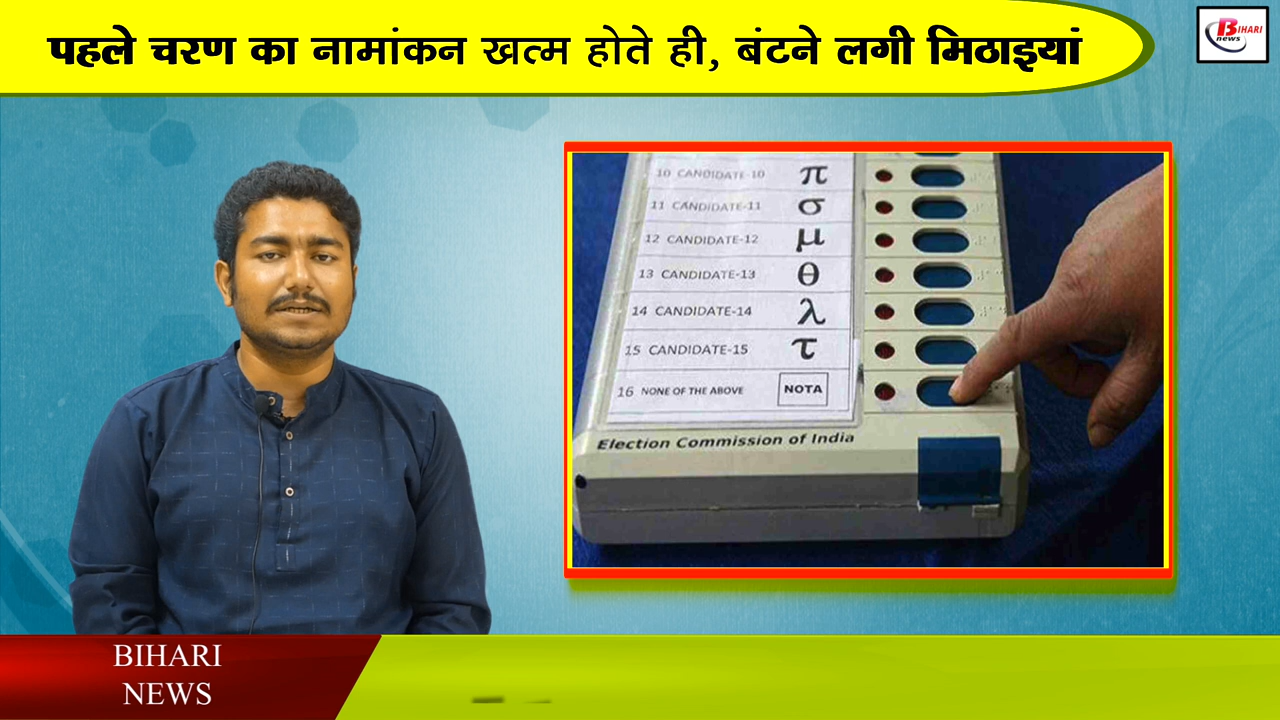 पहले चरण का नामांकन खत्म होते ही, बंटने लगी मिठाइयां
BIHARI
news
10 CANDIDATE-10 π
11 CANDIDATE-11 σ
12 CANDIDATE-12 μ
13 CANDIDATE-13 θ
14 CANDIDATE-14 λ
15 CANDIDATE-15 τ
16 NONE OF THE ABOVE NOTA
Election Commission of India
BIHARI
NEWS